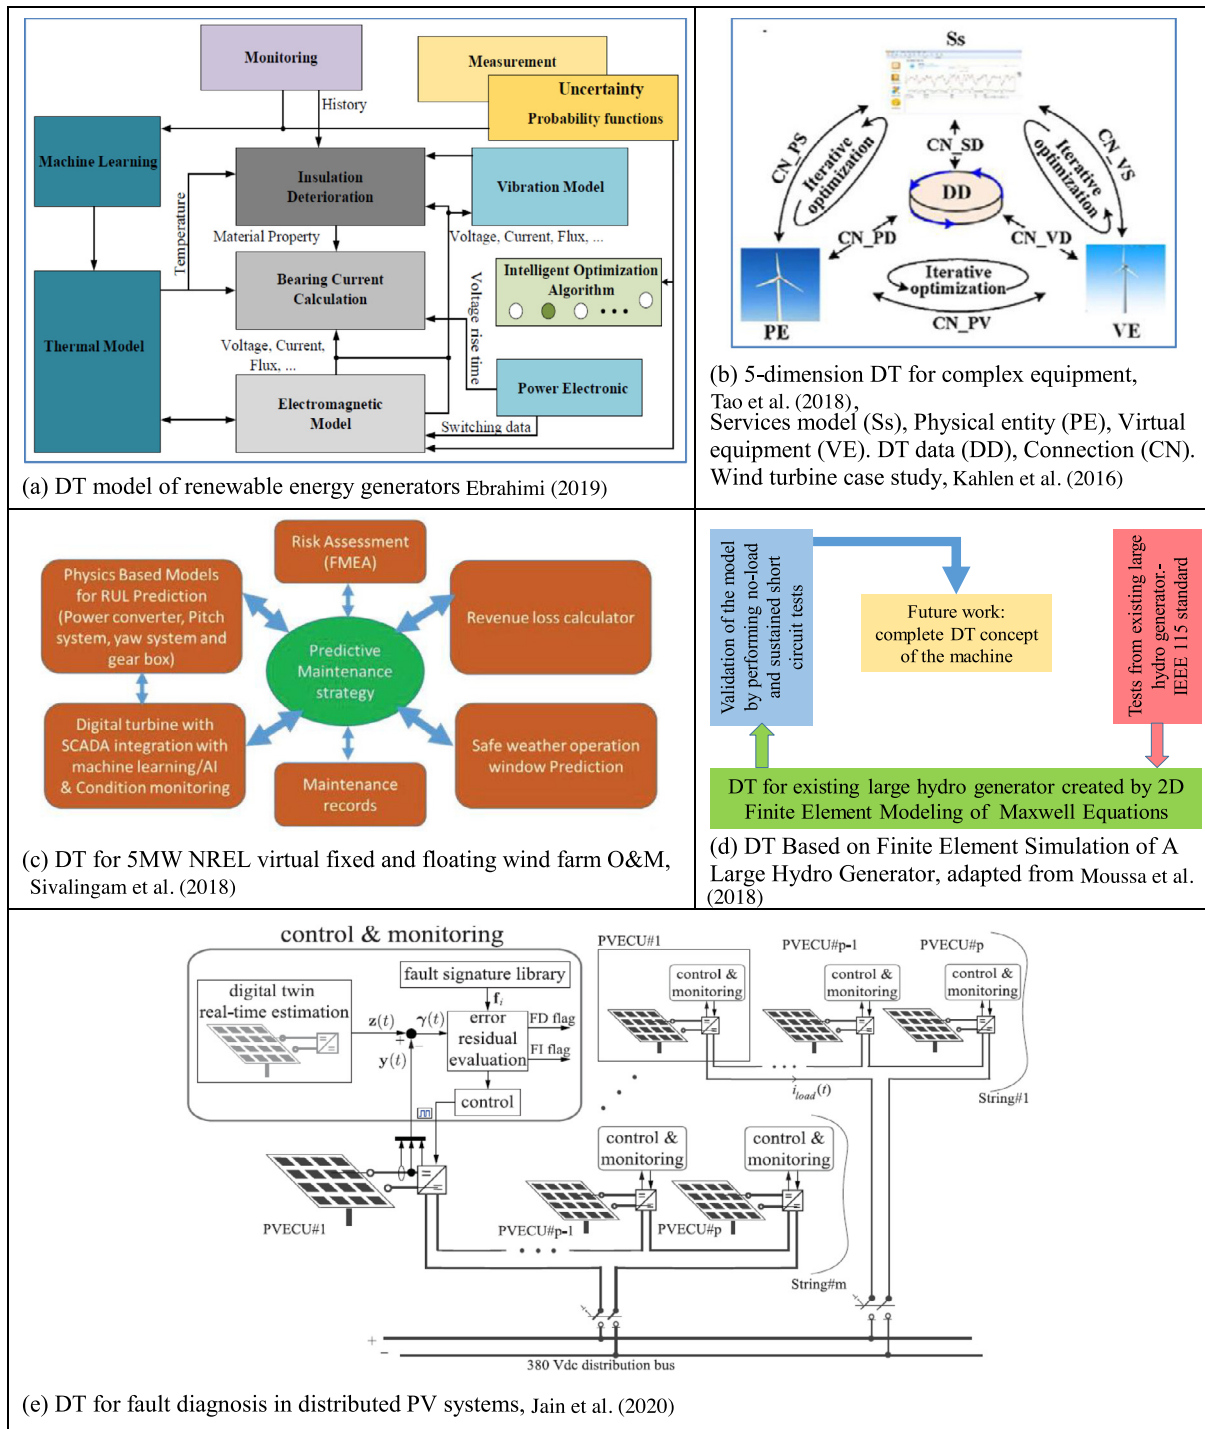 Monitoring
Measurement
Uncertainty
Probability functions
History
Machine Learning
Insulation
Deterioration
Vibration Model
Temperature
Material Property
Voltage, Current, Flux, ...
Bearing Current
Calculation
Intelligent Optimization
Algorithm
• • •
Voltage rise time
Thermal Model
Voltage, Current,
Flux, ...
Electromagnetic
Model
Power Electronic
Switching data
(a) DT model of renewable energy generators Ebrahimi (2019)
Ss
CN_PS
Iterative
optimization
CN_SD
CN_VS
Iterative
optimization
DD
CN_PD
CN_VD
Iterative
optimization
CN_PV
PE
VE
(b) 5-dimension DT for complex equipment,
Tao et al. (2018),
Services model (Ss), Physical entity (PE), Virtual
equipment (VE). DT data (DD), Connection (CN).
Wind turbine case study, Kahlen et al. (2016)
Risk Assessment
(FMEA)
Physics Based Models
for RUL Prediction
(Power converter, Pitch
system, yaw system and
gear box)
Revenue loss calculator
Predictive
Maintenance
strategy
Digital turbine with
SCADA integration with
machine learning/AI
& Condition monitoring
Safe weather operation
window Prediction
Maintenance
records
(c) DT for 5MW NREL virtual fixed and floating wind farm O&M,
Sivalingam et al. (2018)
Validation of the model
by performing no-load
and sustained short
circuit tests
Future work:
complete DT concept
of the machine
Tests from existing large
hydro generator.-
IEEE 115 standard
DT for existing large hydro generator created by 2D
Finite Element Modeling of Maxwell Equations
(d) DT Based on Finite Element Simulation of A
Large Hydro Generator, adapted from Moussa et al.
(2018)
control & monitoring
digital twin
real-time estimation
fault signature library
f_i
z(t)
+
γ(t)
−
y(t)
error
residual
evaluation
FD flag
FI flag
control
PVECU#1
PVECU#1
PVECU#p-1
PVECU#p
control &
monitoring
control &
monitoring
control &
monitoring
i_load(t)
String#1
control &
monitoring
control &
monitoring
PVECU#p-1
PVECU#p
String#m
+
−
380 Vdc distribution bus
(e) DT for fault diagnosis in distributed PV systems, Jain et al. (2020)